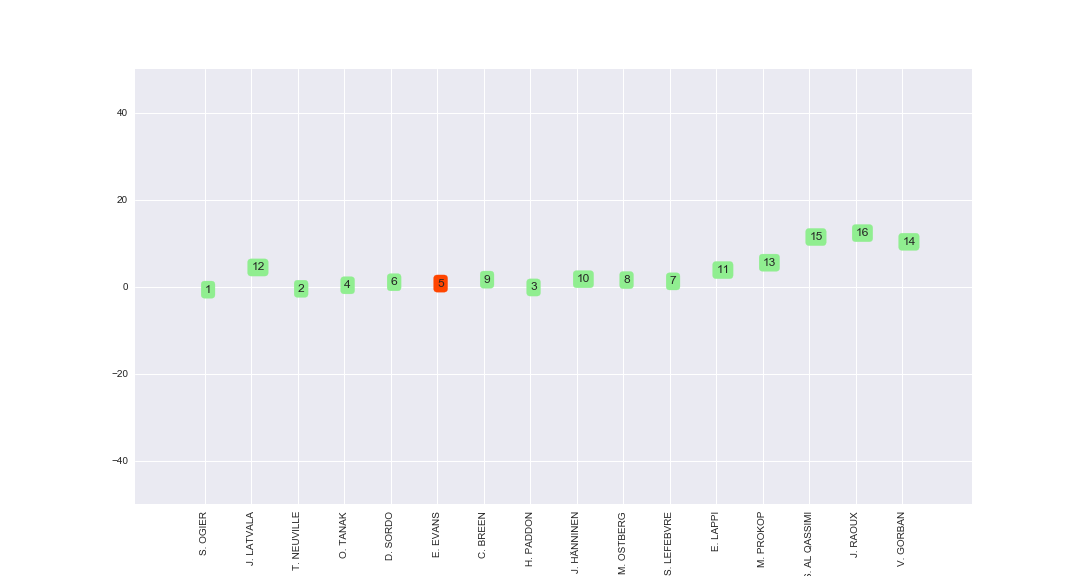 40
20
0
−20
−40
1
12
2
4
6
5
9
3
10
8
7
11
13
15
16
14
S. OGIER
J. LATVALA
T. NEUVILLE
O. TANAK
D. SORDO
E. EVANS
C. BREEN
H. PADDON
J. HANNINEN
M. OSTBERG
S. LEFEBVRE
E. LAPPI
M. PROKOP
AL QASSIMI
J. RAOUX
V. GORBAN